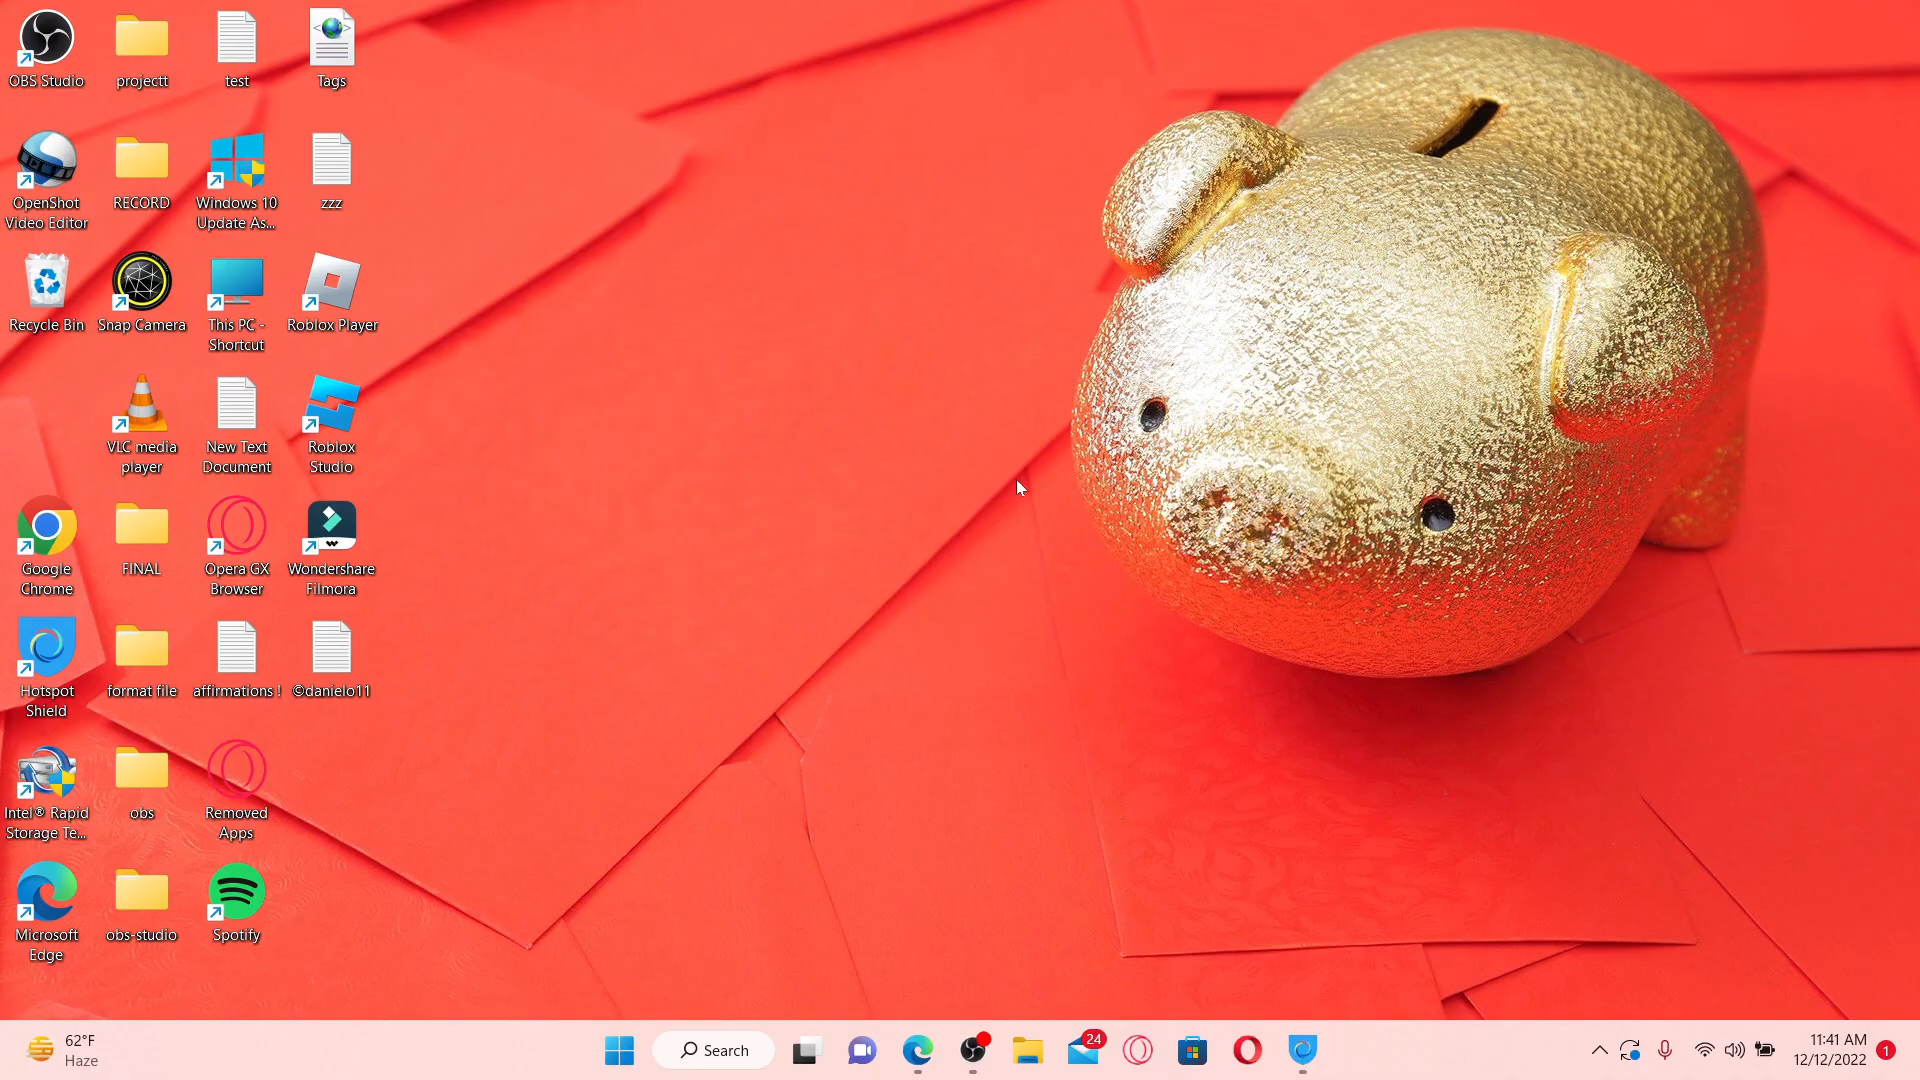 OBS Studio
projectt
test
Tags
OpenShot
Video Editor
RECORD
Windows 10
Update As...
zzz
Recycle Bin
Snap Camera
This PC -
Shortcut
Roblox Player
VLC media
player
New Text
Document
Roblox
Studio
Google
Chrome
FINAL
Opera GX
Browser
Wondershare
Filmora
Hotspot
Shield
format file
affirmations !
©danielo11
Intel® Rapid
Storage Te...
obs
Removed
Apps
Microsoft
Edge
obs-studio
Spotify
62°F
Haze
Search
24
11:41 AM
12/12/2022
1